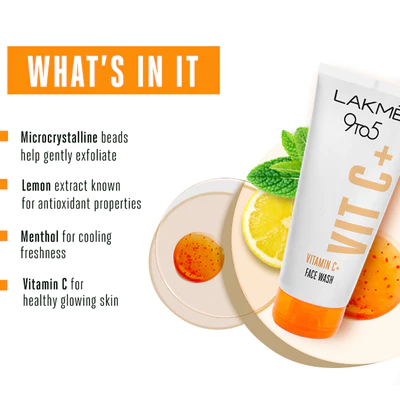 WHAT'S IN IT
Microcrystalline beads
help gently exfoliate
Lemon extract known
for antioxidant properties
Menthol for cooling
freshness
Vitamin C for
healthy glowing skin
LAKMÉ
9to5
VIT C+
VITAMIN C+
FACE WASH